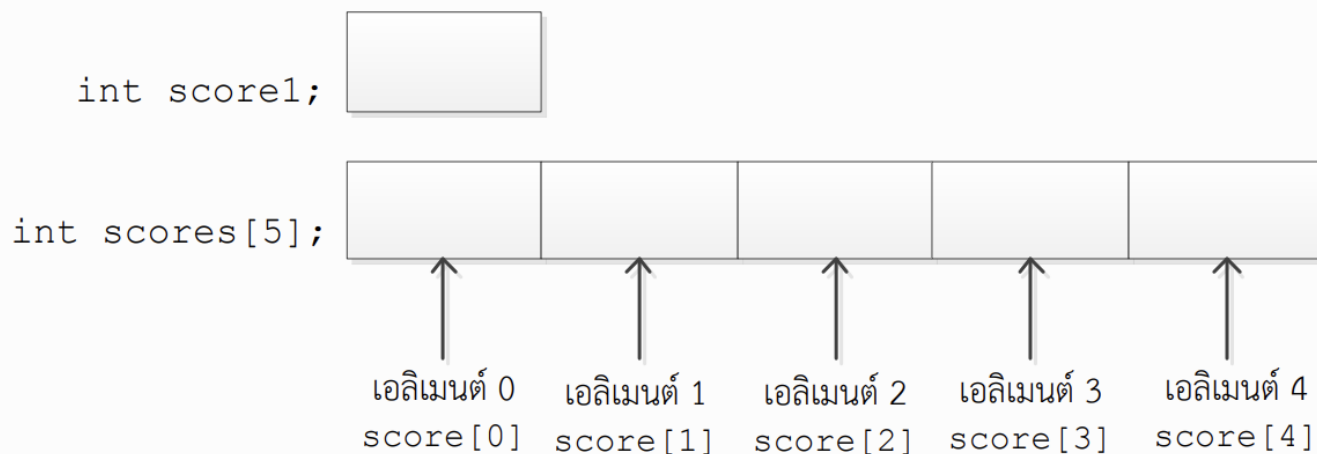 int score1;
int scores[5];
เอลิเมนต์ 0 เอลิเมนต์ 1 เอลิเมนต์ 2 เอลิเมนต์ 3 เอลิเมนต์ 4
score[0] score[1] score[2] score[3] score[4]